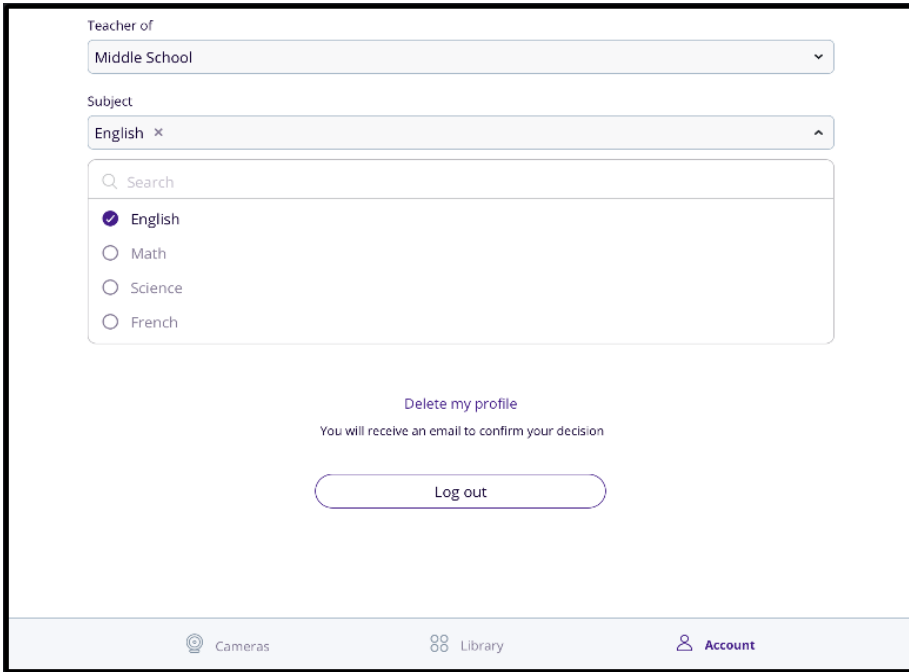 Teacher of
Middle School
Subject
English ×
Search
English
Math
Science
French
Delete my profile
You will receive an email to confirm your decision
Log out
Cameras Library Account